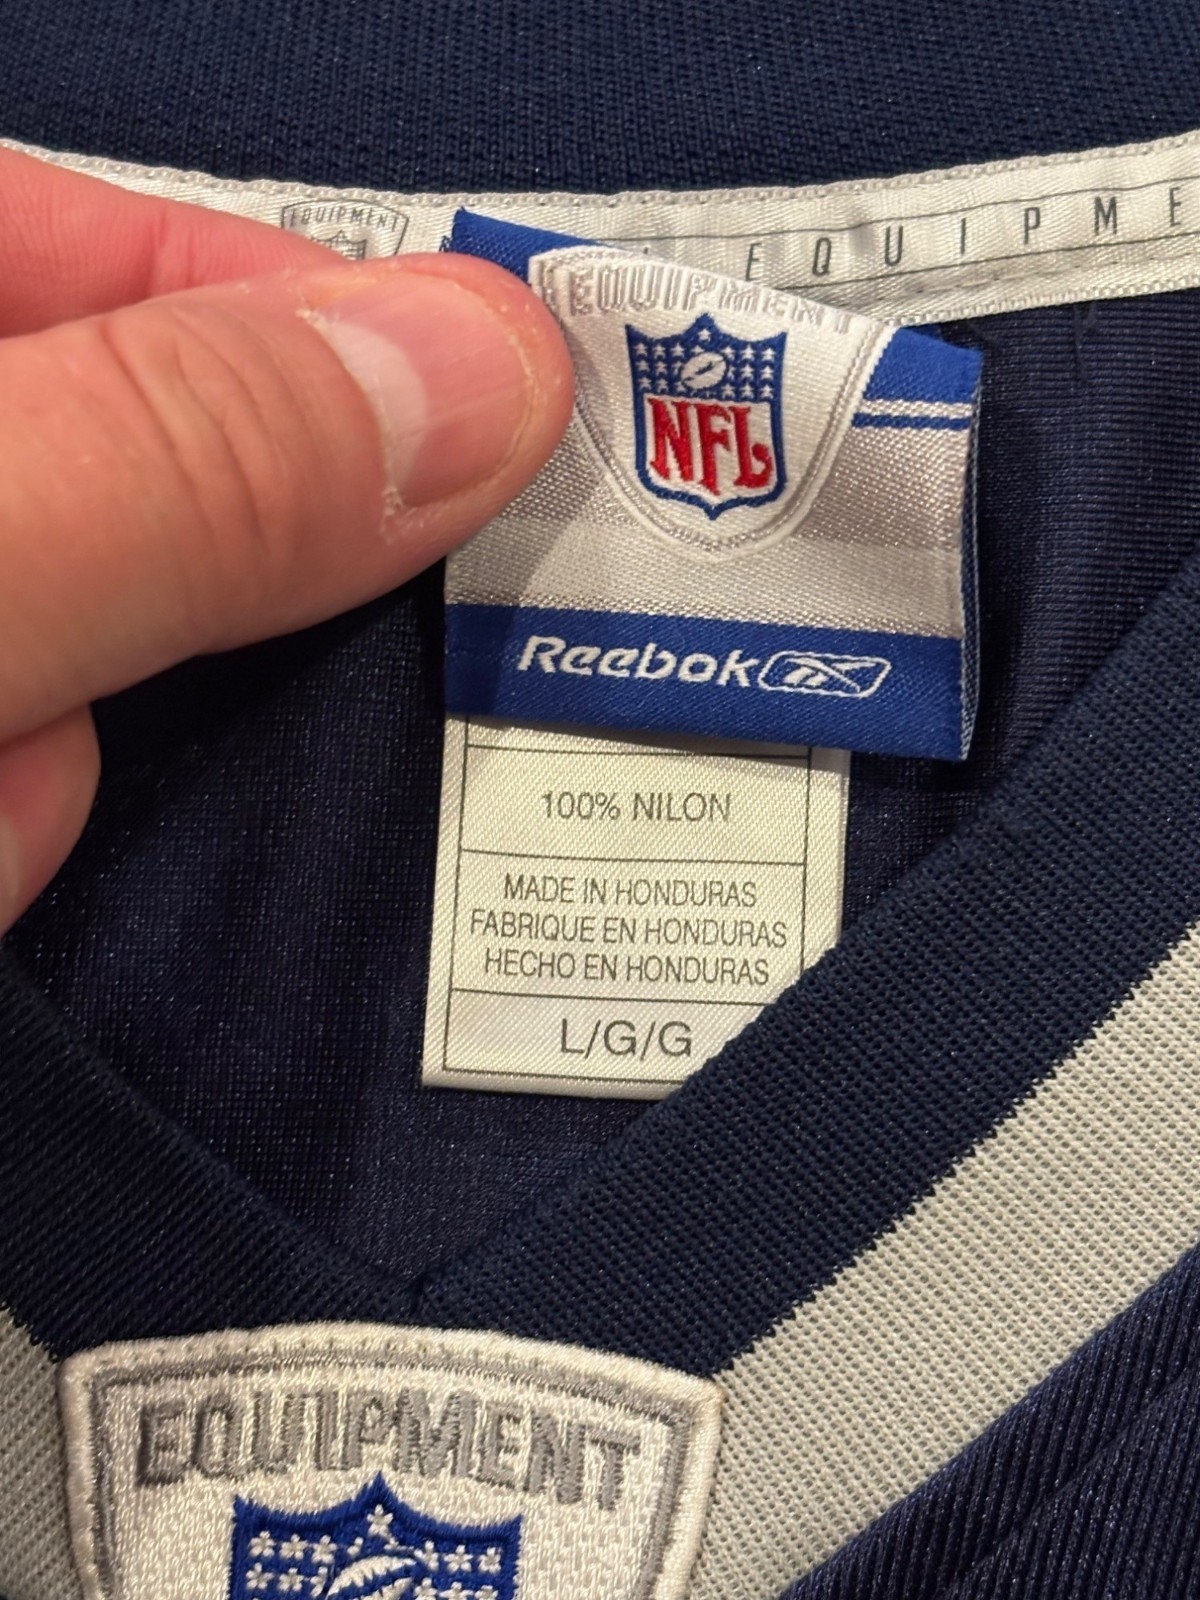 EQUIPMENT
EQUIPME
EQUIPMENT
NFL
Reebok
100% NILON
MADE IN HONDURAS
FABRIQUE EN HONDURAS
HECHO EN HONDURAS
L/G/G
EQUIPMENT